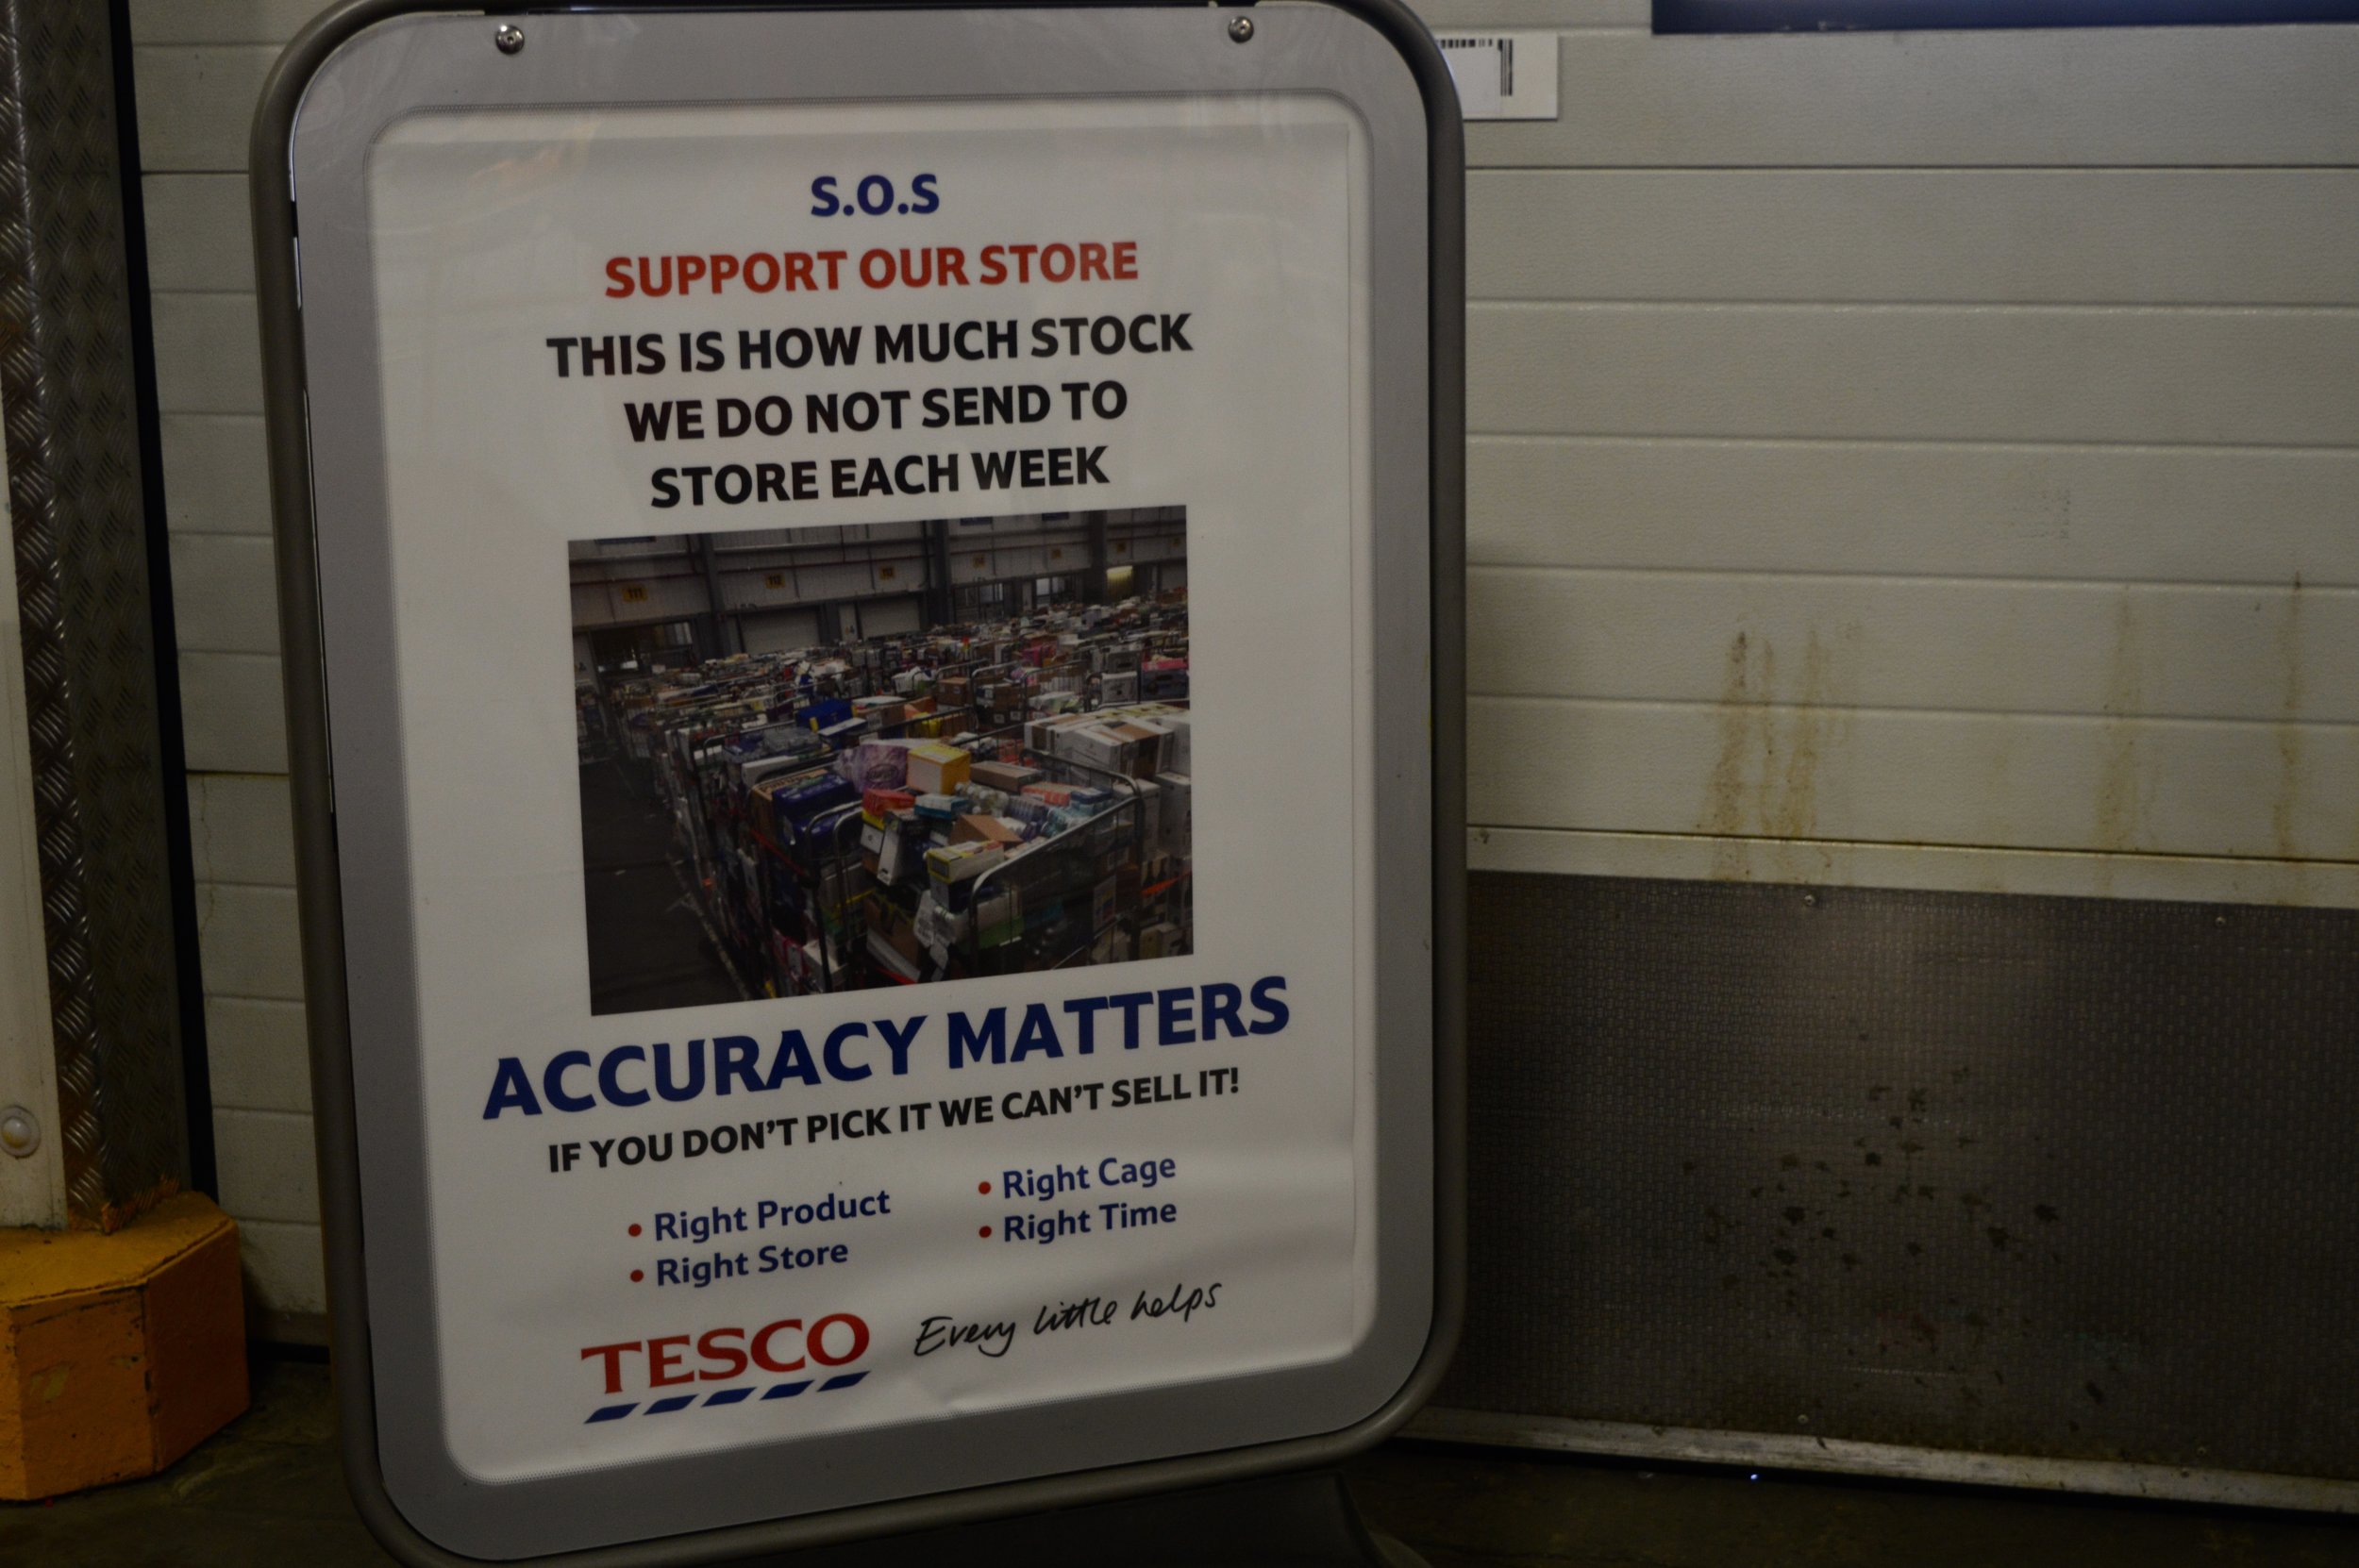 S.O.S
SUPPORT OUR STORE
THIS IS HOW MUCH STOCK
WE DO NOT SEND TO
STORE EACH WEEK
111
112
ACCURACY MATTERS
IF YOU DON'T PICK IT WE CAN'T SELL IT!
• Right Product
• Right Store
• Right Cage
• Right Time
TESCO
Every little helps